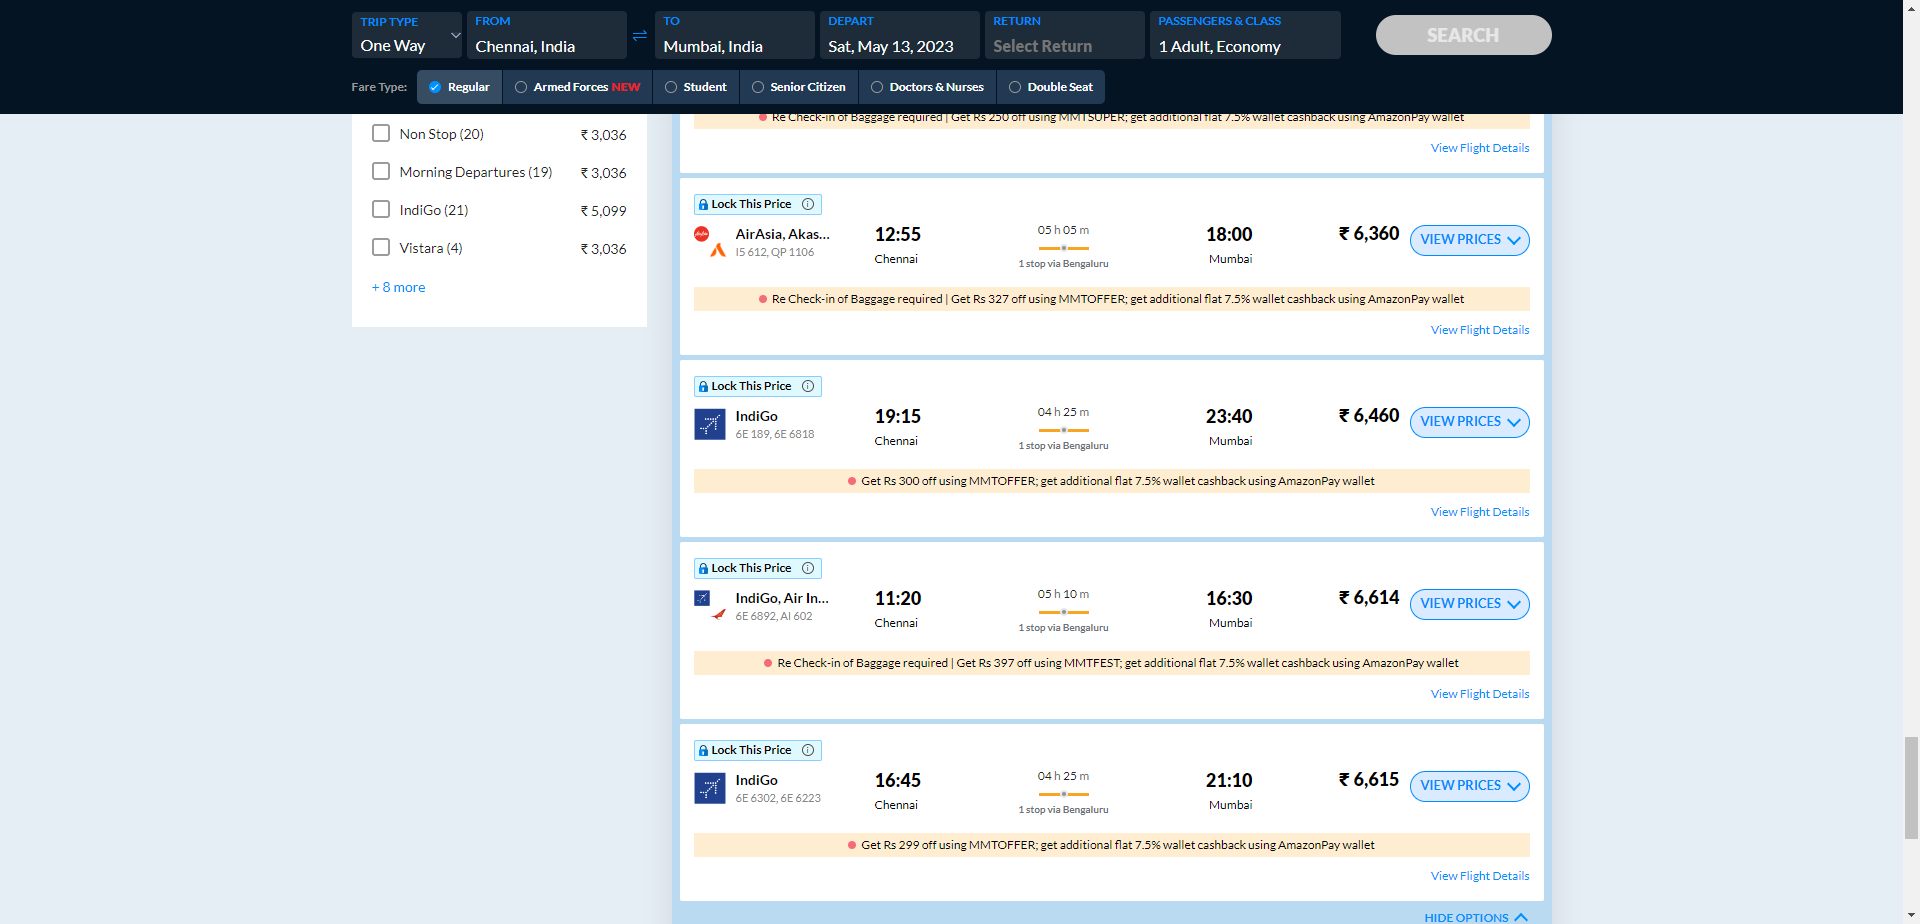 TRIP TYPE
One Way
FROM
Chennai, India
TO
Mumbai, India
DEPART
Sat, May 13, 2023
RETURN
Select Return
PASSENGERS & CLASS
1 Adult, Economy
SEARCH
Fare Type:
Regular
Armed Forces NEW
Student
Senior Citizen
Doctors & Nurses
Double Seat
Non Stop (20) ₹ 3,036
Morning Departures (19) ₹ 3,036
IndiGo (21) ₹ 5,099
Vistara (4) ₹ 3,036
+ 8 more
Re Check-in of Baggage required | Get Rs 250 off using MMTSUPER; get additional flat 7.5% wallet cashback using AmazonPay wallet
View Flight Details
Lock This Price
AirAsia, Akas...
I5 612, QP 1106
12:55
Chennai
05 h 05 m
1 stop via Bengaluru
18:00
Mumbai
₹ 6,360
VIEW PRICES
Re Check-in of Baggage required | Get Rs 327 off using MMTOFFER; get additional flat 7.5% wallet cashback using AmazonPay wallet
View Flight Details
Lock This Price
IndiGo
6E 189, 6E 6818
19:15
Chennai
04 h 25 m
1 stop via Bengaluru
23:40
Mumbai
₹ 6,460
VIEW PRICES
Get Rs 300 off using MMTOFFER; get additional flat 7.5% wallet cashback using AmazonPay wallet
View Flight Details
Lock This Price
IndiGo, Air In...
6E 6892, AI 602
11:20
Chennai
05 h 10 m
1 stop via Bengaluru
16:30
Mumbai
₹ 6,614
VIEW PRICES
Re Check-in of Baggage required | Get Rs 397 off using MMTFEST; get additional flat 7.5% wallet cashback using AmazonPay wallet
View Flight Details
Lock This Price
IndiGo
6E 6302, 6E 6223
16:45
Chennai
04 h 25 m
1 stop via Bengaluru
21:10
Mumbai
₹ 6,615
VIEW PRICES
Get Rs 299 off using MMTOFFER; get additional flat 7.5% wallet cashback using AmazonPay wallet
View Flight Details
HIDE OPTIONS